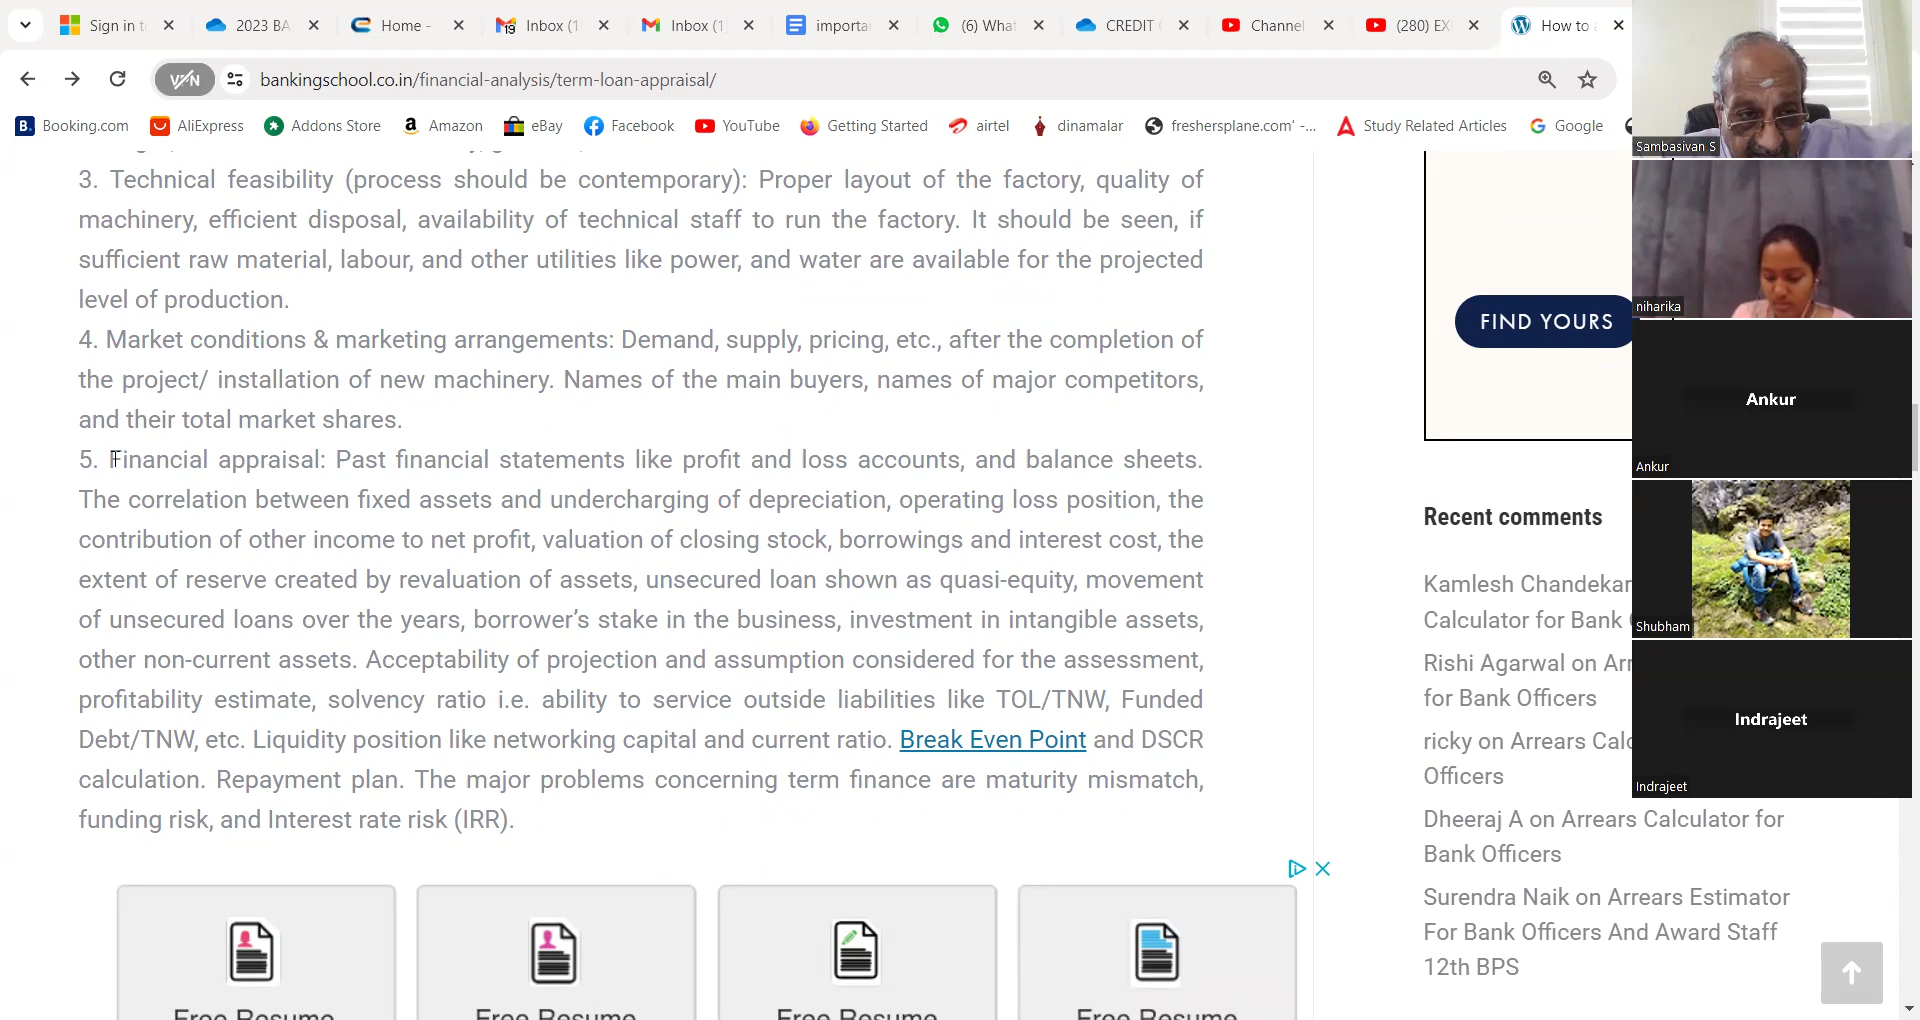 Sign in t
2023 BA
Home -
Inbox (1
Inbox (1
importa
(6) What
CREDIT
Channel
(280) EX
How to
bankingschool.co.in/financial-analysis/term-loan-appraisal/
Booking.com
AliExpress
Addons Store
Amazon
eBay
Facebook
YouTube
Getting Started
airtel
dinamalar
freshersplane.com' -...
Study Related Articles
Google
3. Technical feasibility (process should be contemporary): Proper layout of the factory, quality of
machinery, efficient disposal, availability of technical staff to run the factory. It should be seen, if
sufficient raw material, labour, and other utilities like power, and water are available for the projected
level of production.
4. Market conditions & marketing arrangements: Demand, supply, pricing, etc., after the completion of
the project/ installation of new machinery. Names of the main buyers, names of major competitors,
and their total market shares.
5. Financial appraisal: Past financial statements like profit and loss accounts, and balance sheets.
The correlation between fixed assets and undercharging of depreciation, operating loss position, the
contribution of other income to net profit, valuation of closing stock, borrowings and interest cost, the
extent of reserve created by revaluation of assets, unsecured loan shown as quasi-equity, movement
of unsecured loans over the years, borrower’s stake in the business, investment in intangible assets,
other non-current assets. Acceptability of projection and assumption considered for the assessment,
profitability estimate, solvency ratio i.e. ability to service outside liabilities like TOL/TNW, Funded
Debt/TNW, etc. Liquidity position like networking capital and current ratio. Break Even Point and DSCR
calculation. Repayment plan. The major problems concerning term finance are maturity mismatch,
funding risk, and Interest rate risk (IRR).
Free Resume
Free Resume
Free Resume
Free Resume
FIND YOURS
Recent comments
Kamlesh Chandekar
Calculator for Bank
Rishi Agarwal on Arr
for Bank Officers
ricky on Arrears Calc
Officers
Dheeraj A on Arrears Calculator for
Bank Officers
Surendra Naik on Arrears Estimator
For Bank Officers And Award Staff
12th BPS
Sambasivan S
niharika
Ankur
Ankur
Shubham
Indrajeet
Indrajeet